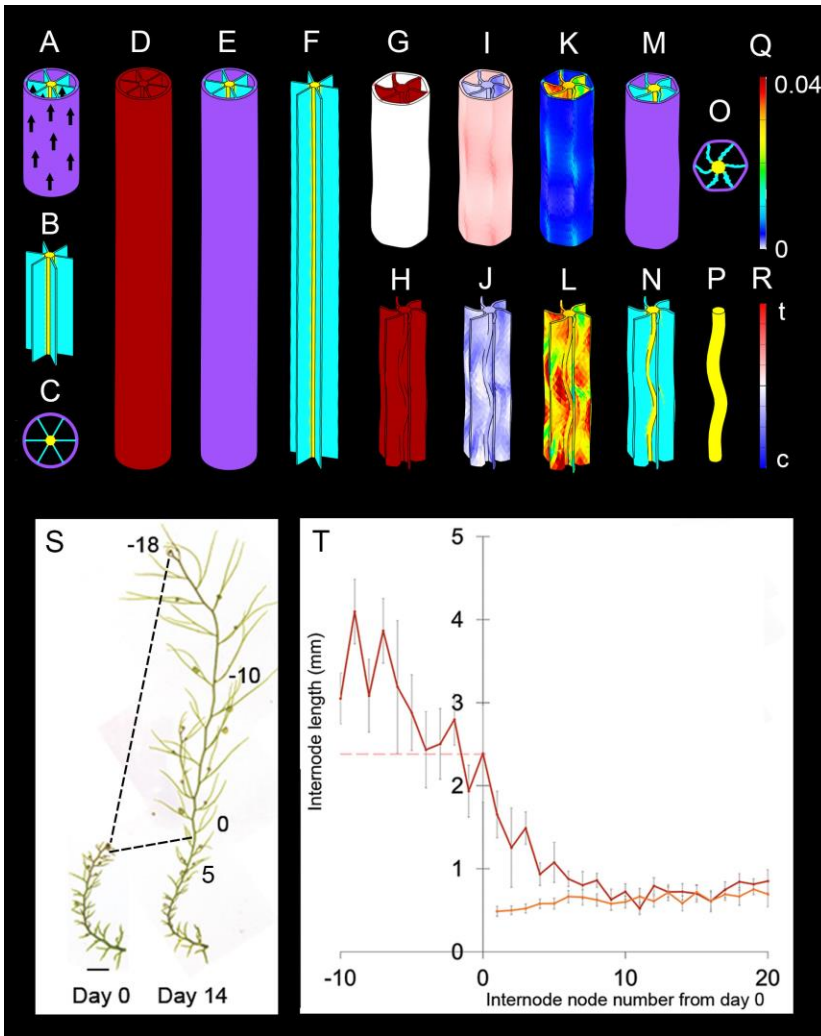 A D E F G I K M Q
0.04
O
0
B
H J L N P R
t
C
c
S
-18
-10
0
5
Day 0 Day 14
T
Internode length (mm)
5
4
3
2
1
0
-10 0 10 20
Internode node number from day 0